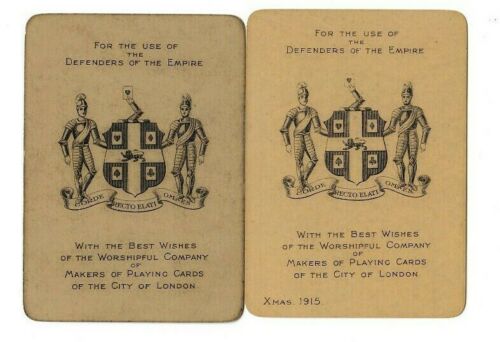 FOR THE USE OF
THE
DEFENDERS OF THE EMPIRE
CORDE RECTO ELATI OMNES
WITH THE BEST WISHES
OF THE WORSHIPFUL COMPANY
OF
MAKERS OF PLAYING CARDS
OF THE CITY OF LONDON
FOR THE USE OF
THE
DEFENDERS OF THE EMPIRE
CORDE RECTO ELATI OMNES
WITH THE BEST WISHES
OF THE WORSHIPFUL COMPANY
OF
MAKERS OF PLAYING CARDS
OF THE CITY OF LONDON
XMAS. 1915.